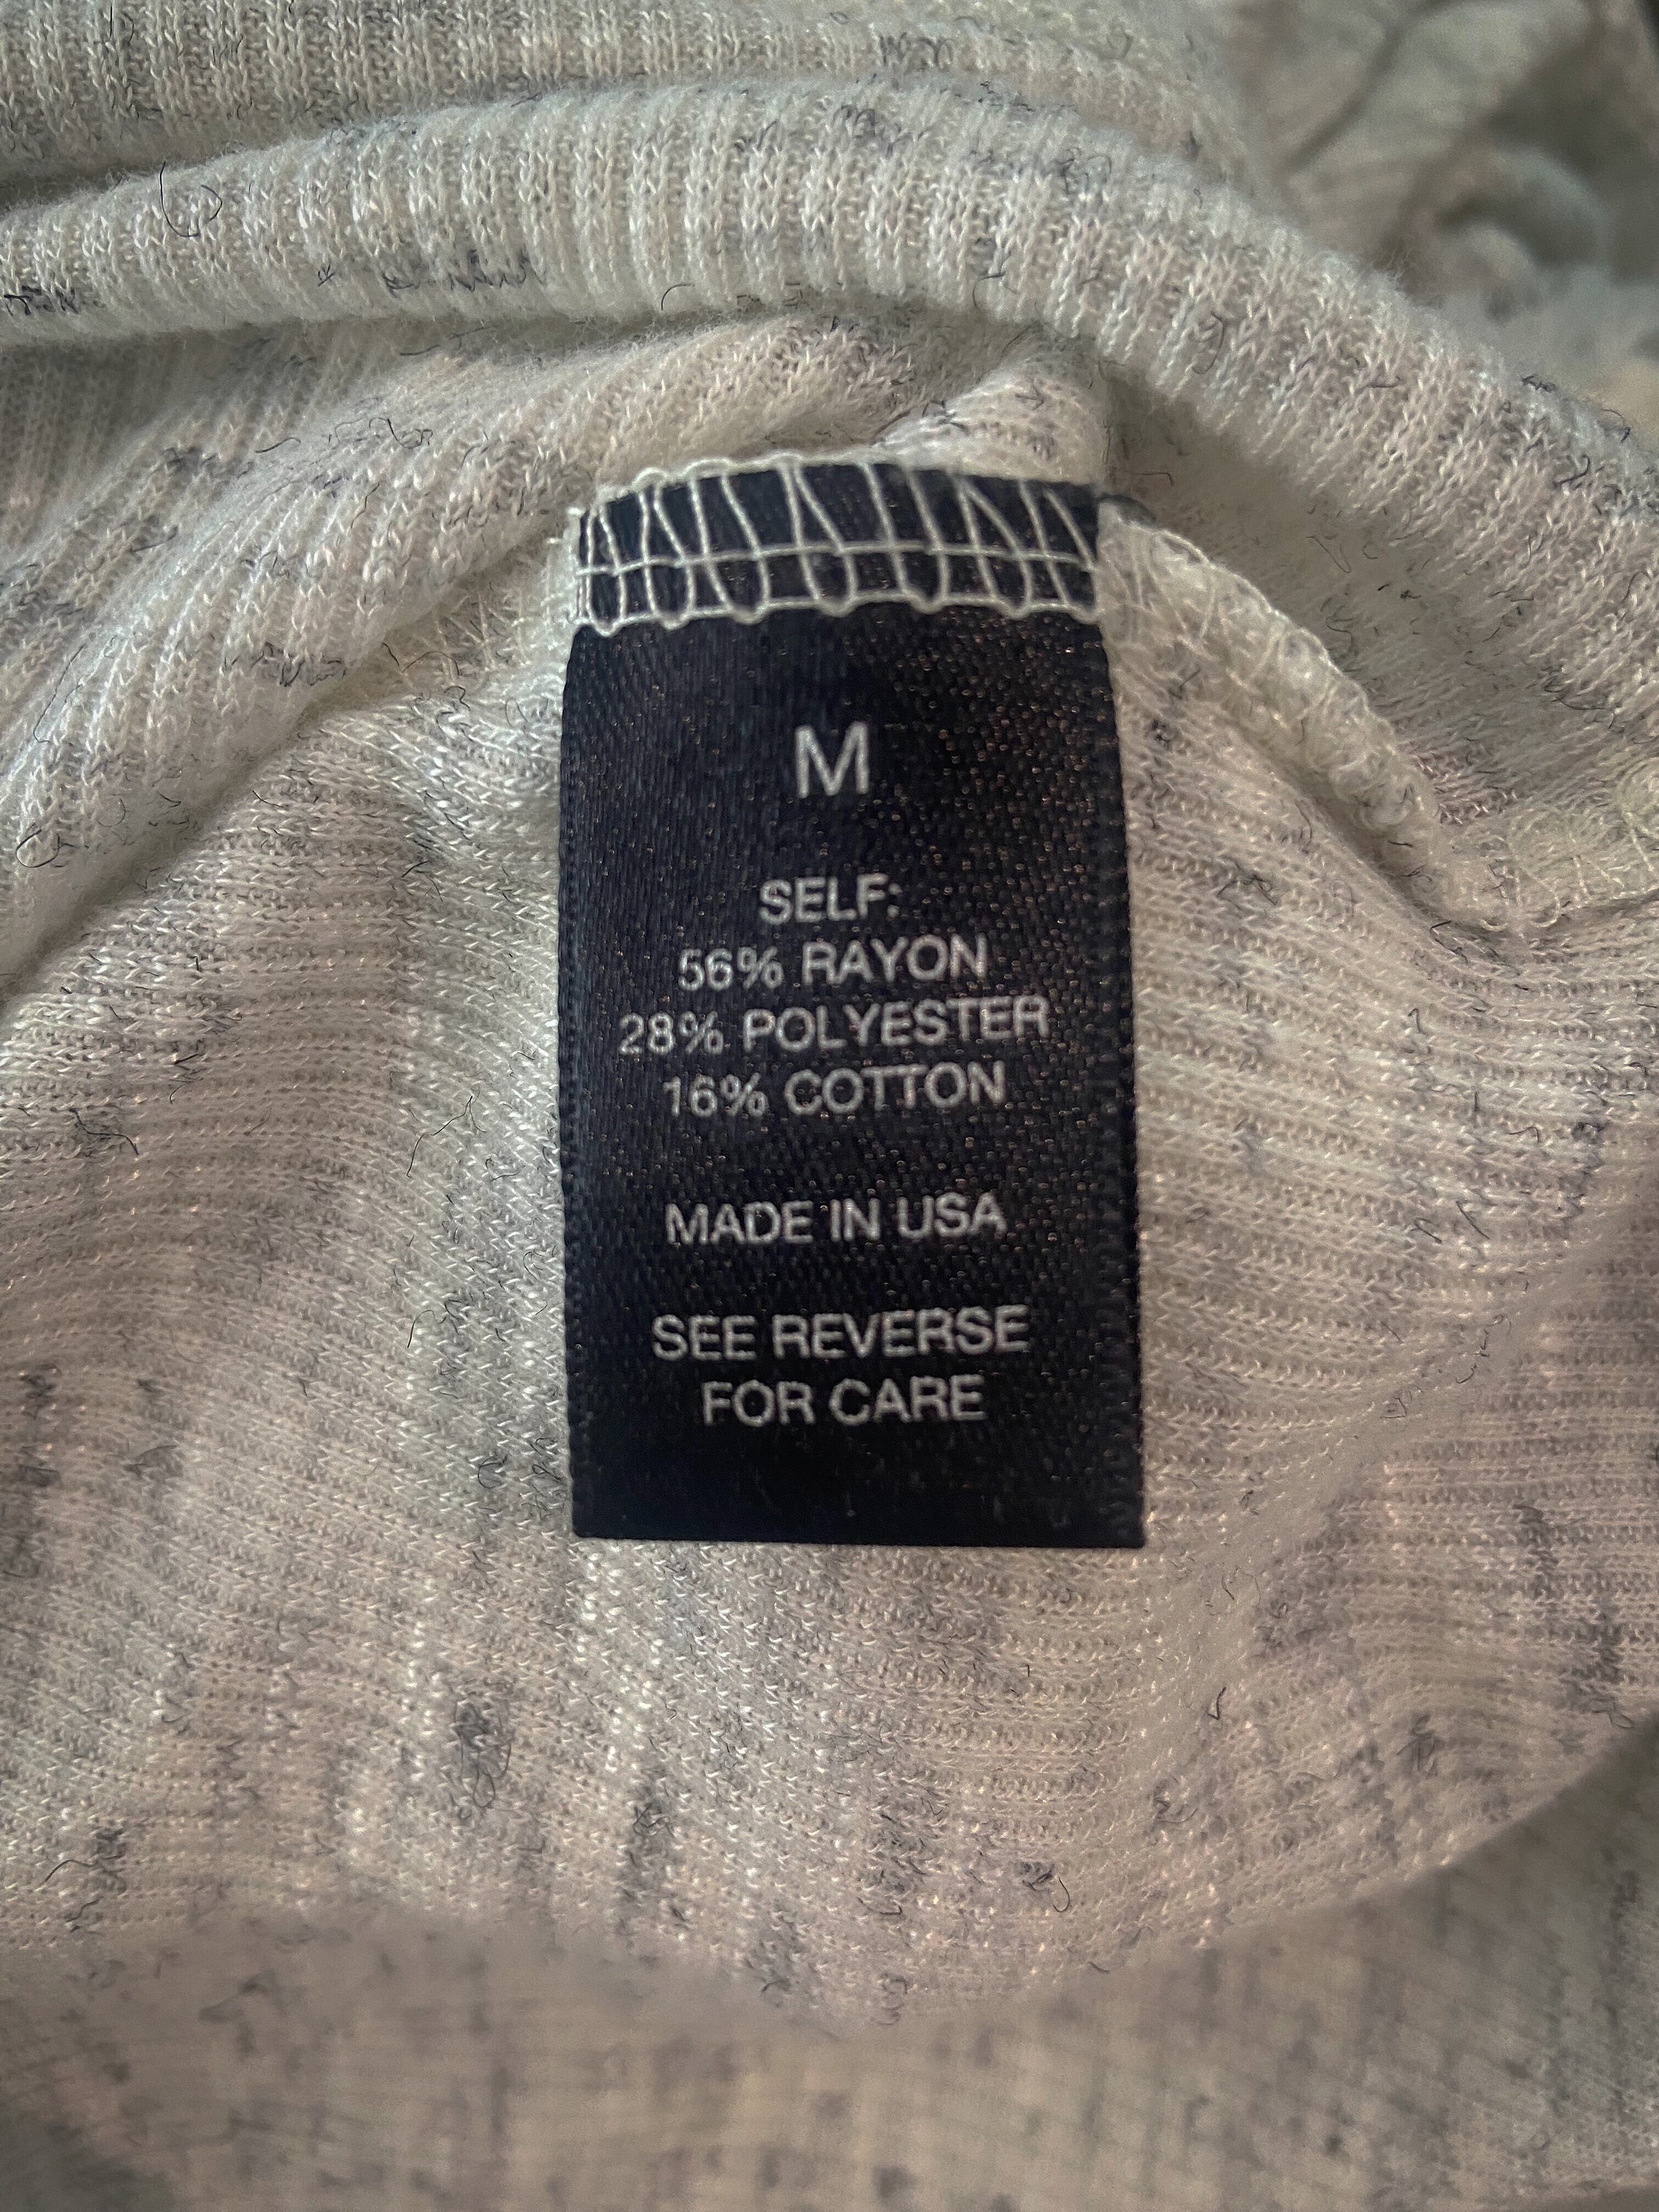 M
SELF:
56% RAYON
28% POLYESTER
16% COTTON
MADE IN USA
SEE REVERSE
FOR CARE